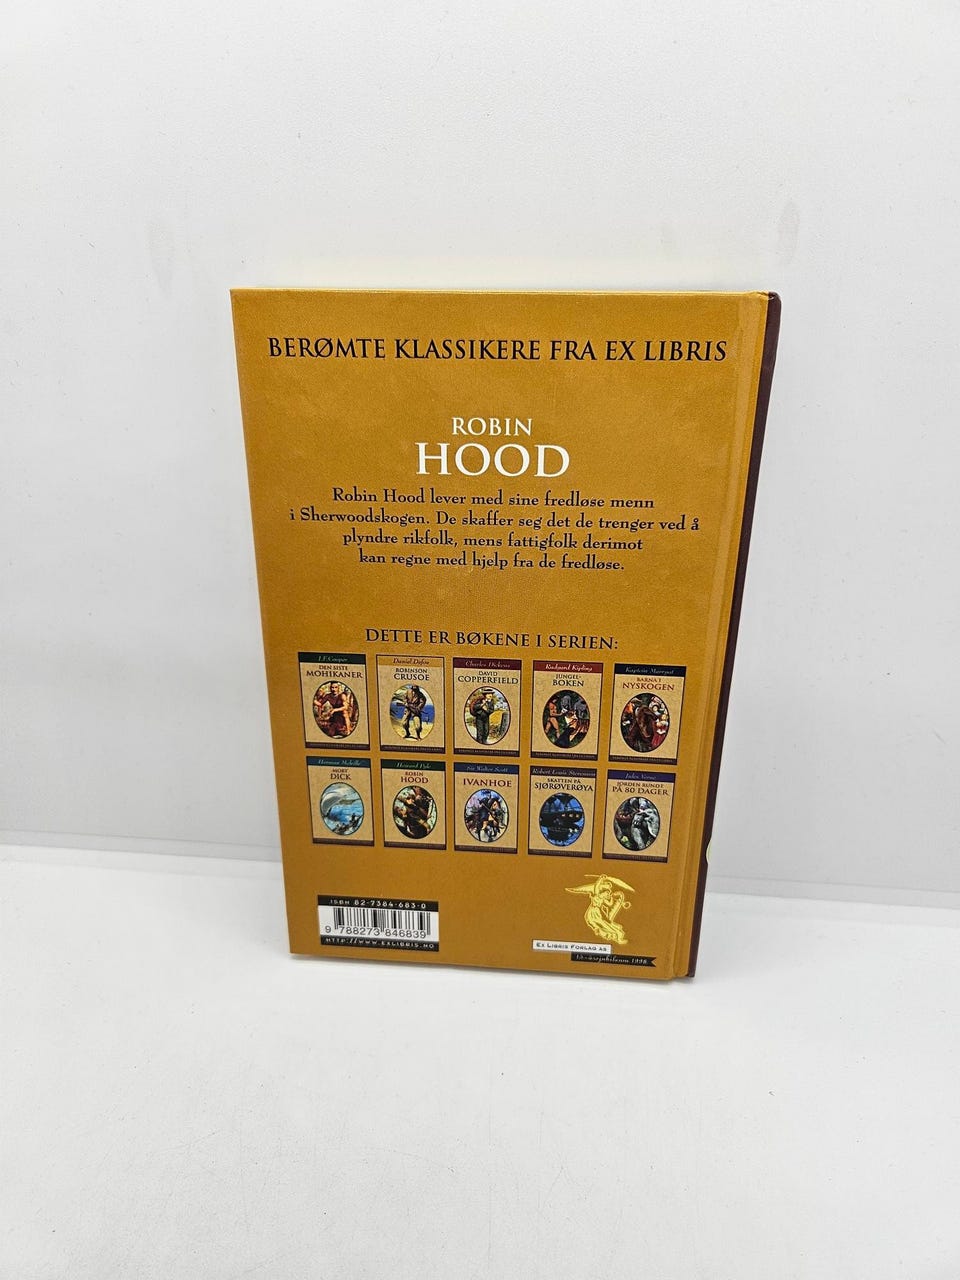 BERØMTE KLASSIKERE FRA EX LIBRIS
ROBIN
HOOD
Robin Hood lever med sine fredløse menn
i Sherwoodskogen. De skaffer seg det de trenger ved å
plyndre rikfolk, mens fattigfolk derimot
kan regne med hjelp fra de fredløse.
DETTE ER BØKENE I SERIEN:
J.F. Cooper
DEN SISTE
MOHIKANER
Daniel Defoe
ROBINSON
CRUSOE
Charles Dickens
DAVID
COPPERFIELD
Rudyard Kipling
JUNGEL-
BOKEN
Kaptein Marryat
BARNA I
NYSKOGEN
Herman Melville
MOBY
DICK
Howard Pyle
ROBIN
HOOD
Sir Walter Scott
IVANHOE
Robert Louis Stevenson
SKATTEN PÅ
SJØRØVERØYA
Jules Verne
JORDEN RUNDT
PÅ 80 DAGER
ISBN 82-7384-683-0
9 788273 846839
HTTP://WWW.EXLIBRIS.NO
EX LIBRIS FORLAG AS
15-årsjubileum 1998